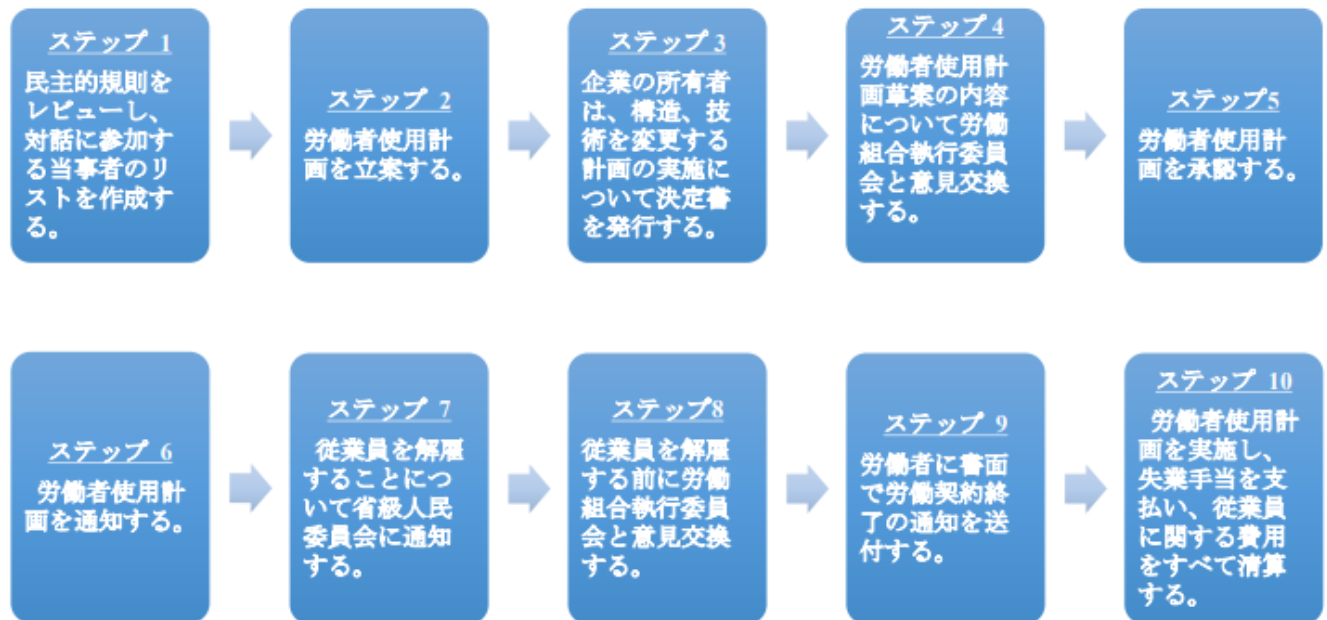 ステップ 1
民主的規則を
レビューし、
対話に参加す
る当事者のリ
ストを作成す
る。
ステップ 2
労働者使用計
画を立案する。
ステップ 3
企業の所有者
は、構造、技
術を変更する
計画の実施に
ついて決定書
を発行する。
ステップ 4
労働者使用計
画草案の内容
について労働
組合執行委員
会と意見交換
する。
ステップ5
労働者使用計
画を承認する。
ステップ 6
労働者使用計
画を通知する。
ステップ 7
従業員を解雇
することにつ
いて省級人民
委員会に通知
する。
ステップ8
従業員を解雇
する前に労働
組合執行委員
会と意見交換
する。
ステップ 9
労働者に書面
で労働契約終
了の通知を送
付する。
ステップ 10
労働者使用計
画を実施し、
失業手当を支
払い、従業員
に関する費用
をすべて清算
する。